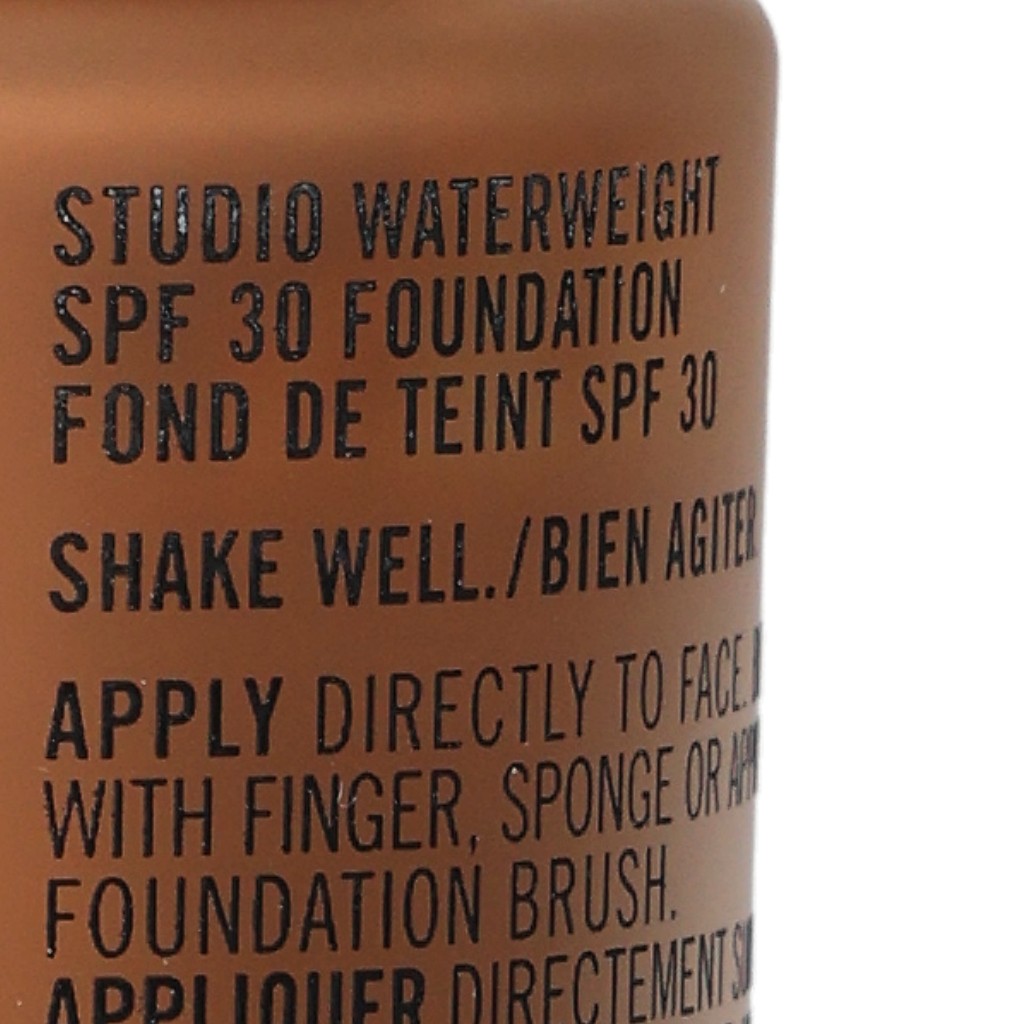 STUDIO WATERWEIGHT
SPF 30 FOUNDATION
FOND DE TEINT SPF 30
SHAKE WELL./BIEN AGITER.
APPLY DIRECTLY TO FACE.
WITH FINGER, SPONGE OR
FOUNDATION BRUSH.
APPLIQUER DIRECTEMENT